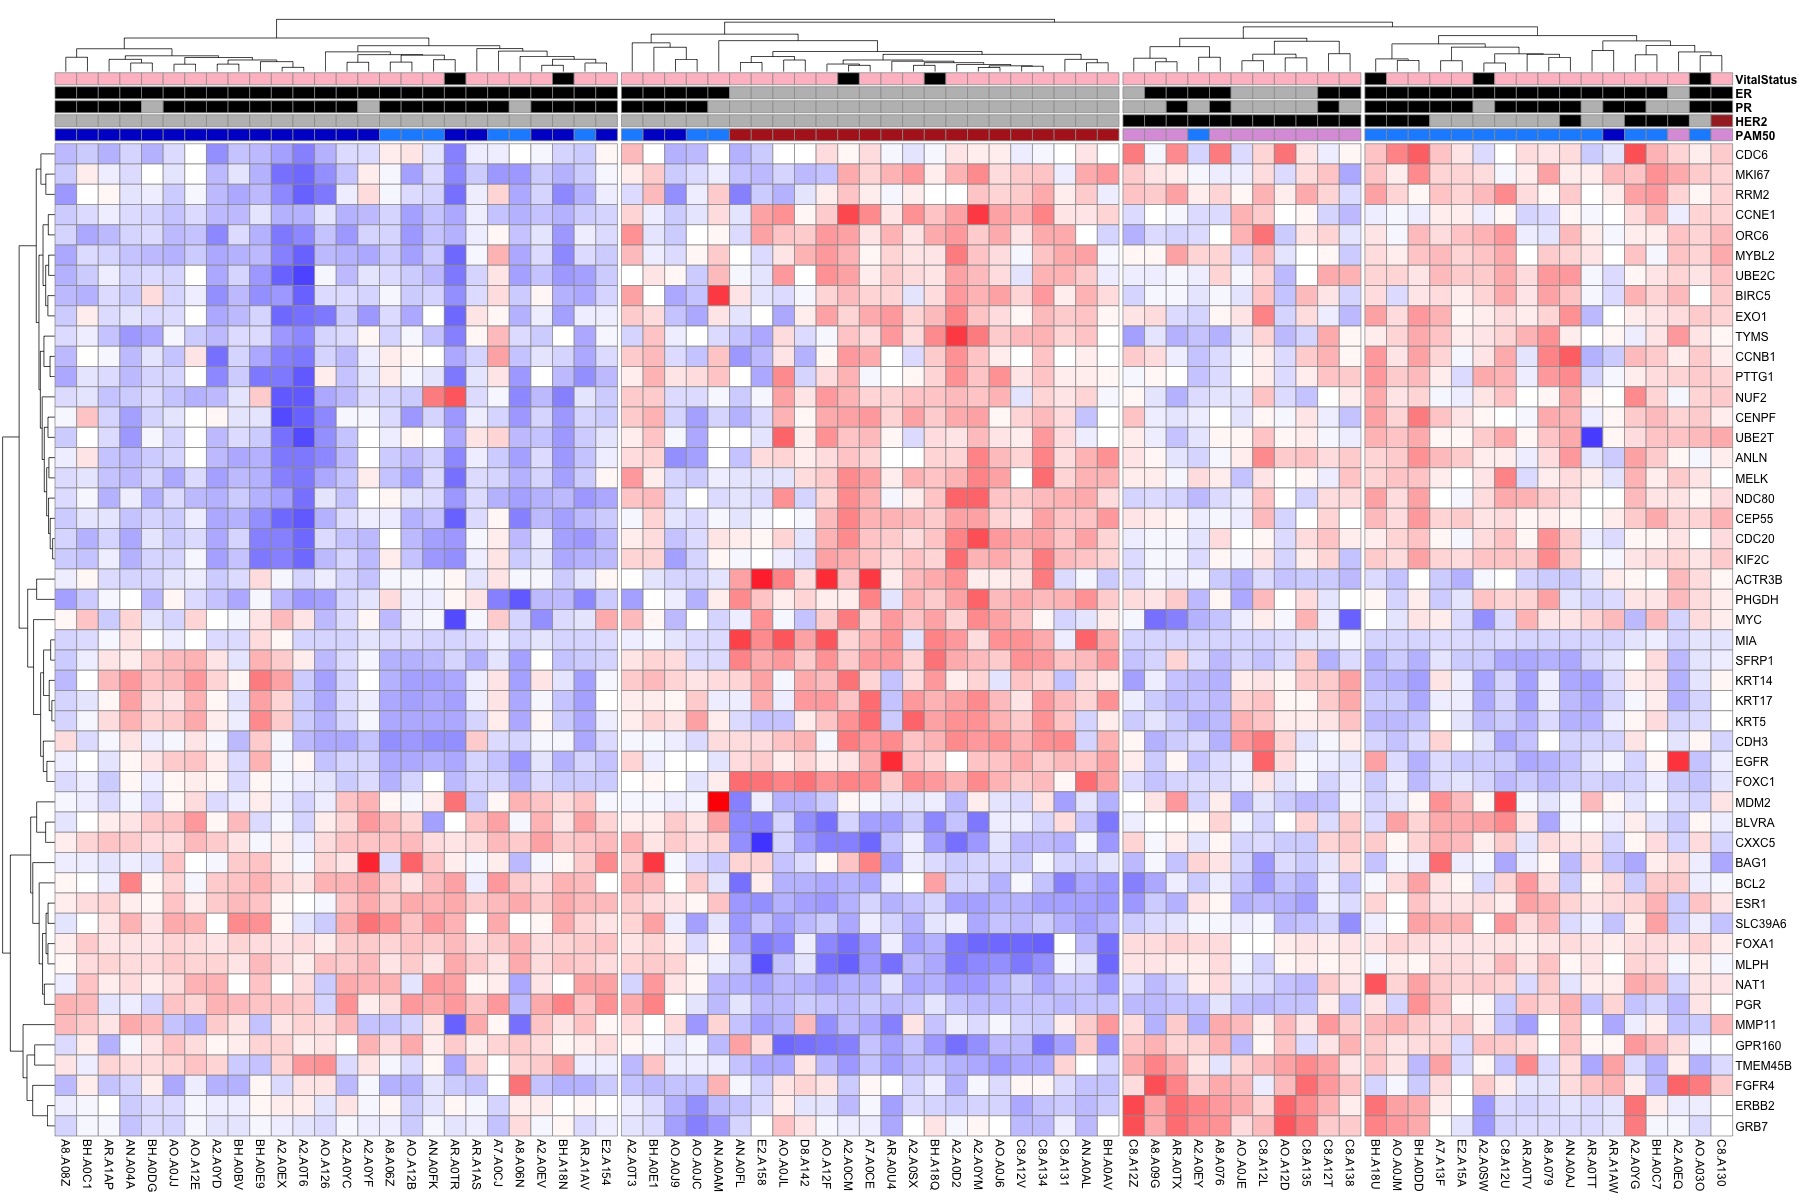 VitalStatus
ER
PR
HER2
PAM50
CDC6
MKI67
RRM2
CCNE1
ORC6
MYBL2
UBE2C
BIRC5
EXO1
TYMS
CCNB1
PTTG1
NUF2
CENPF
UBE2T
ANLN
MELK
NDC80
CEP55
CDC20
KIF2C
ACTR3B
PHGDH
MYC
MIA
SFRP1
KRT14
KRT17
KRT5
CDH3
EGFR
FOXC1
MDM2
BLVRA
CXXC5
BAG1
BCL2
ESR1
SLC39A6
FOXA1
MLPH
NAT1
PGR
MMP11
GPR160
TMEM45B
FGFR4
ERBB2
GRB7
A8.A08Z
BH.A0C1
AR.A1AP
AN.A04A
BH.A0DG
AO.A0JJ
AO.A12E
A2.A0YD
BH.A0BV
BH.A0E9
A2.A0EX
A2.A0T6
AO.A126
A2.A0YC
A2.A0YF
A8.A06Z
AO.A12B
AN.A0FK
AR.A0TR
AR.A1AS
A7.A0CJ
A8.A06N
A2.A0EV
BH.A18N
AR.A1AV
E2.A154
A2.A0T3
BH.A0E1
AO.A0J9
AO.A0JC
AN.A0AM
AN.A0FL
E2.A158
AO.A0JL
D8.A142
AO.A12F
A2.A0CM
A7.A0CE
AR.A0U4
A2.A0SX
BH.A18Q
A2.A0D2
A2.A0YM
AO.A0J6
C8.A12V
C8.A134
C8.A131
AN.A0AL
BH.A0AV
C8.A12Z
A8.A09G
AR.A0TX
A2.A0EY
A8.A076
AO.A0JE
C8.A12L
AO.A12D
C8.A135
C8.A12T
C8.A138
BH.A18U
AO.A0JM
BH.A0DD
A7.A13F
E2.A15A
A2.A0SW
C8.A12U
AR.A0TV
A8.A079
AN.A0AJ
AR.A0TT
AR.A1AW
A2.A0YG
BH.A0C7
A2.A0EQ
AO.A03O
C8.A130